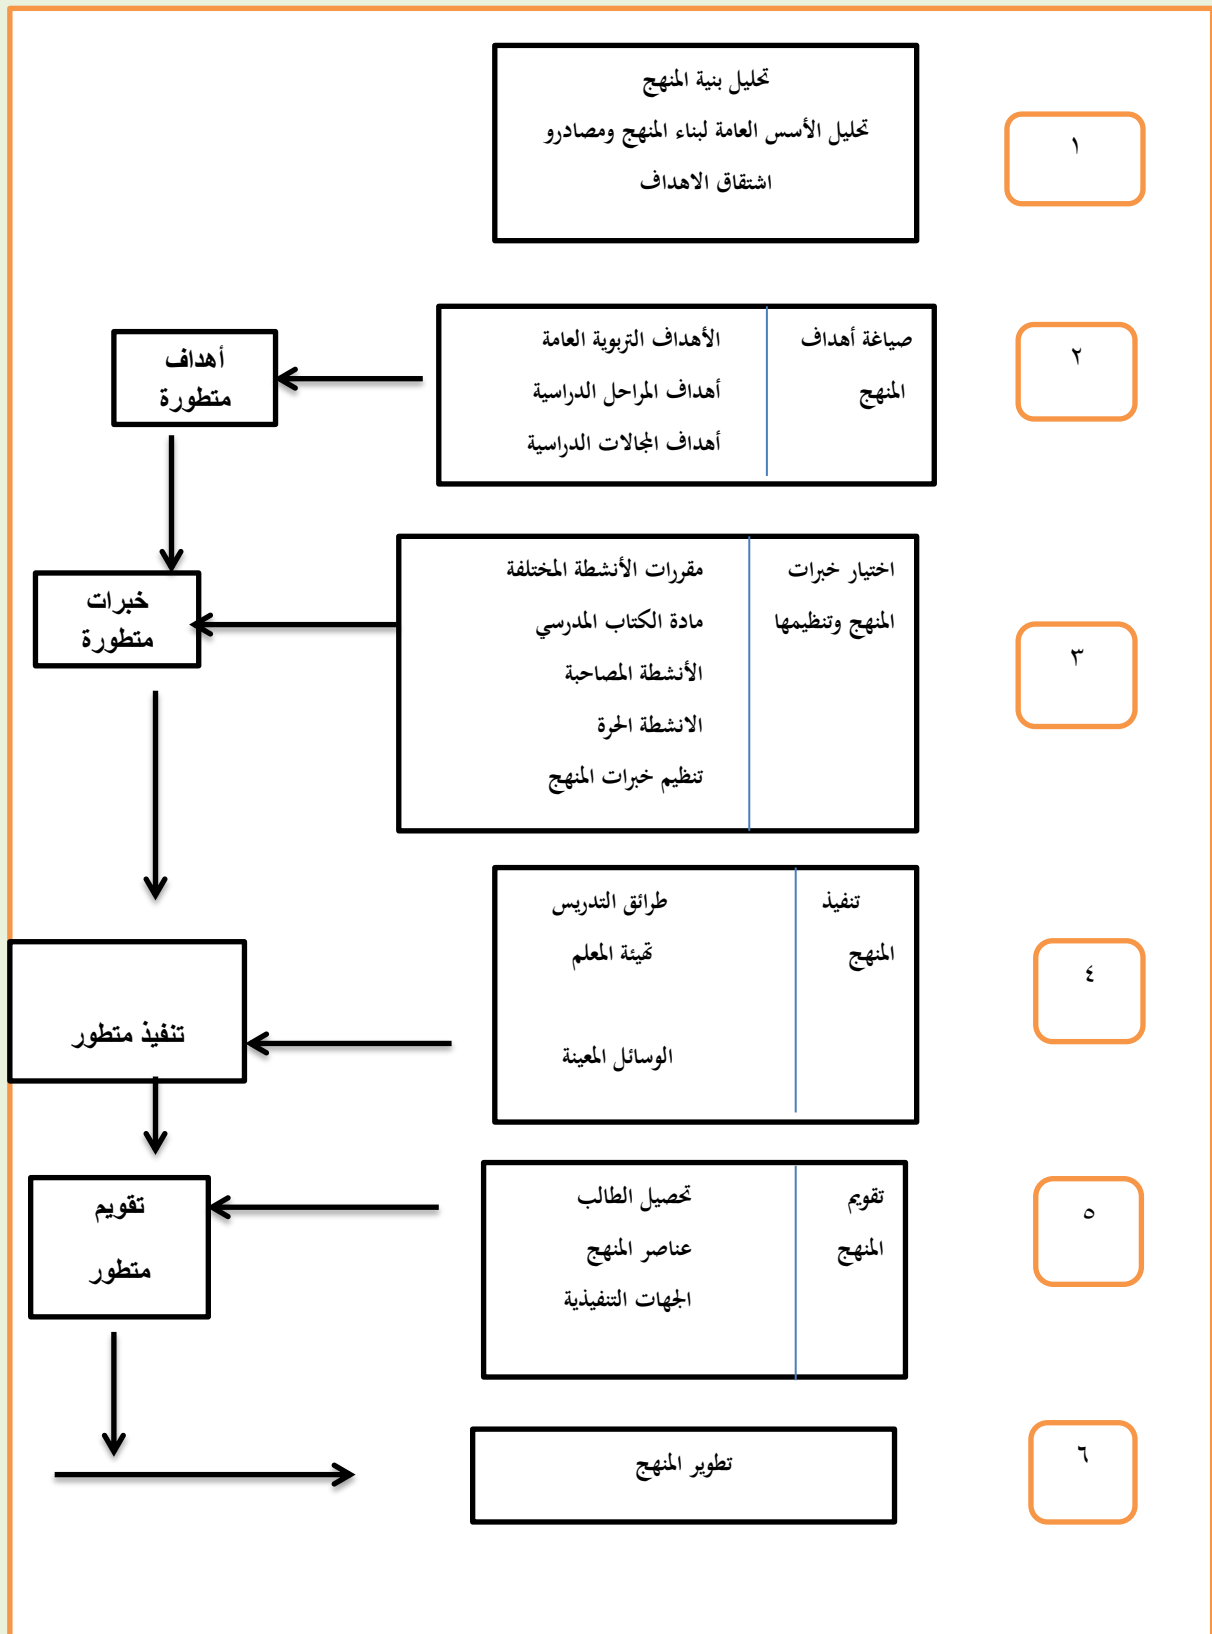 ١
تحليل بنية المنهج
تحليل الأسس العامة لبناء المنهج ومصادرو
اشتقاق الاهداف
٢
صياغة أهداف
المنهج
الأهداف التربوية العامة
أهداف المراحل الدراسية
أهداف المجالات الدراسية
أهداف
متطورة
٣
اختيار خبرات
المنهج وتنظيمها
مقررات الأنشطة المختلفة
مادة الكتاب المدرسي
الأنشطة المصاحبة
الانشطة الحرة
تنظيم خبرات المنهج
خبرات
متطورة
٤
تنفيذ
المنهج
طرائق التدريس
تهيئة المعلم
الوسائل المعينة
تنفيذ متطور
٥
تقويم
المنهج
تحصيل الطالب
عناصر المنهج
الجهات التنفيذية
تقويم
متطور
٦
تطوير المنهج